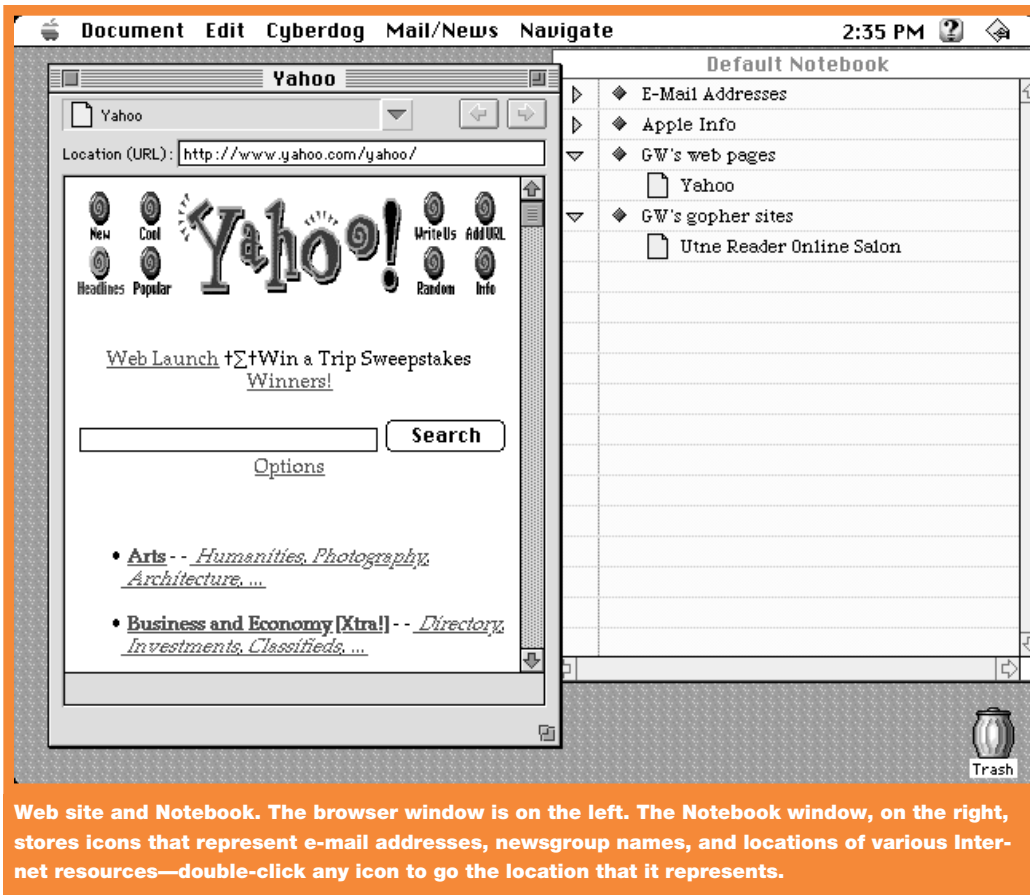 Document Edit Cyberdog Mail/News Navigate 2:35 PM
Yahoo
Yahoo
Location (URL): http://www.yahoo.com/yahoo/
New Cool Yahoo! Write Us Add URL
Headlines Popular Random Info
Web Launch †∑†Win a Trip Sweepstakes
Winners!
Search
Options
• Arts - - Humanities, Photography,
Architecture, ...
• Business and Economy [Xtra!] - - Directory,
Investments, Classifieds, ...
Default Notebook
E-Mail Addresses
Apple Info
GW's web pages
Yahoo
GW's gopher sites
Utne Reader Online Salon
Trash
Web site and Notebook. The browser window is on the left. The Notebook window, on the right,
stores icons that represent e-mail addresses, newsgroup names, and locations of various Inter-
net resources—double-click any icon to go the location that it represents.